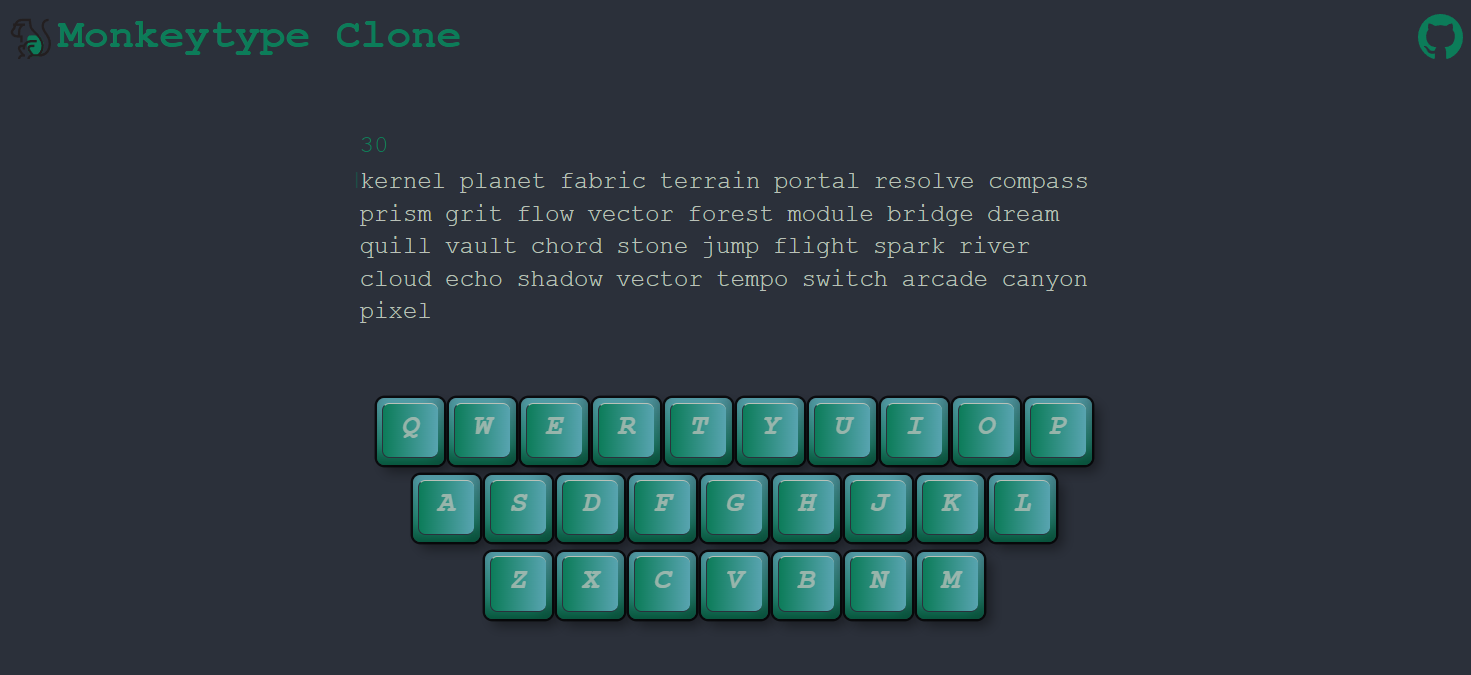 Monkeytype Clone
30
kernel planet fabric terrain portal resolve compass
prism grit flow vector forest module bridge dream
quill vault chord stone jump flight spark river
cloud echo shadow vector tempo switch arcade canyon
pixel
Q W E R T Y U I O P
A S D F G H J K L
Z X C V B N M